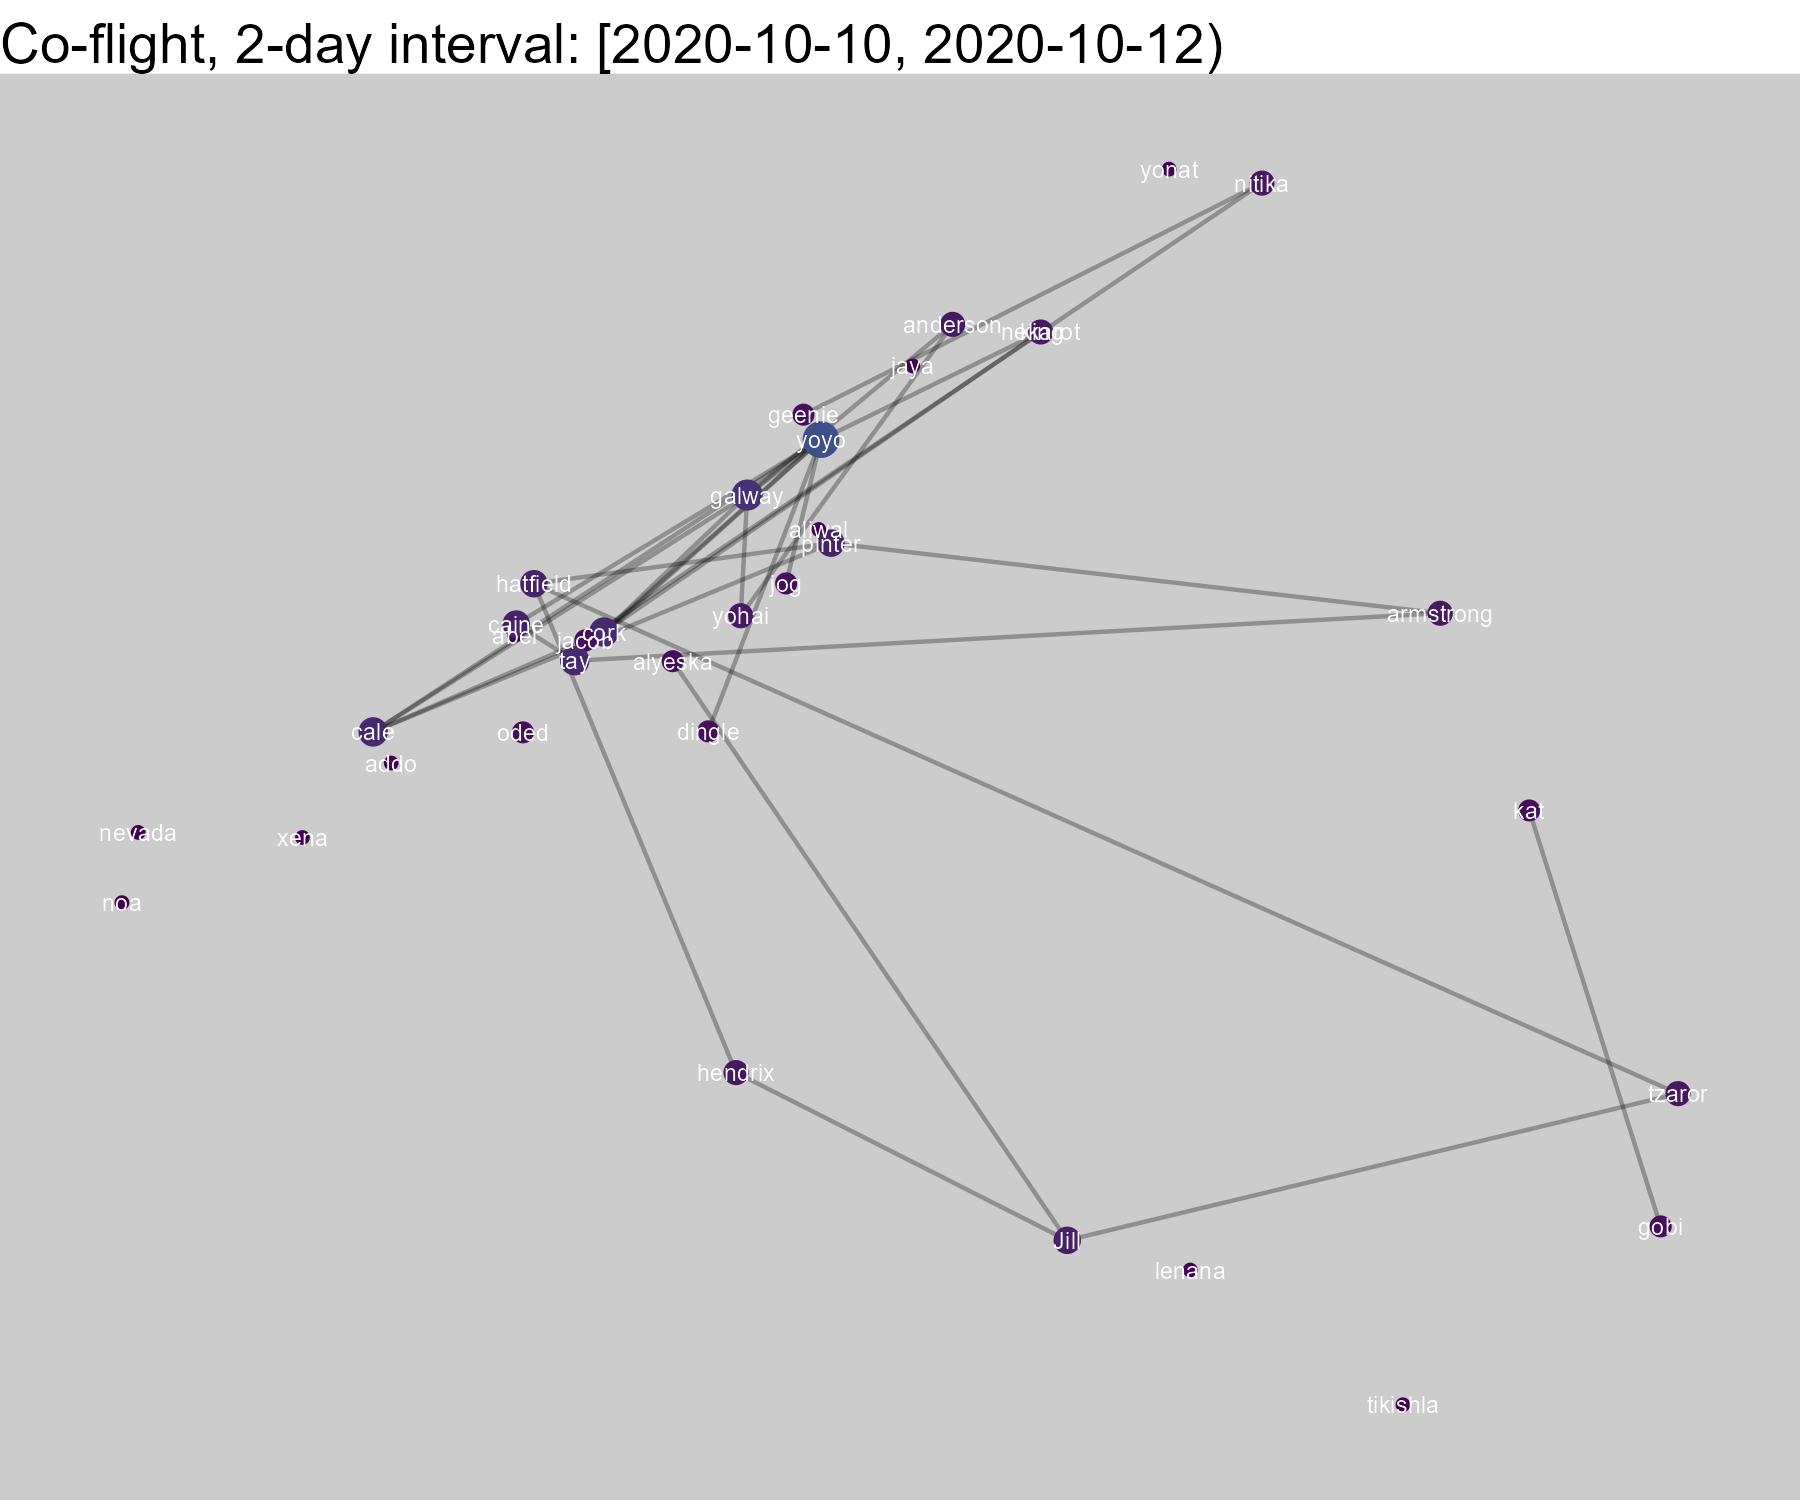 Co-flight, 2-day interval: [2020-10-10, 2020-10-12)
yonat
nitika
anderson
king
jaya
geenie
yoyo
galway
aliwal
pinter
hatfield
jog
armstrong
yohai
caine
abel
cork
jacob
tay
alyeska
cale
oded
dingle
addo
kat
nevada
xena
noa
hendrix
tzaror
gobi
Jill
lenana
tikishla